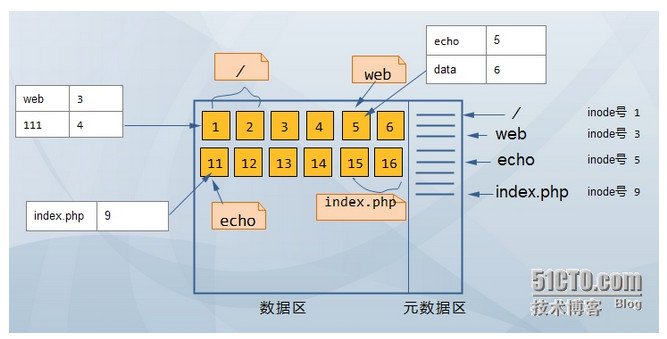 echo 5
data 6
/
web
web 3
111 4
1 2 3 4 5 6
/ inode号 1
web inode号 3
11 12 13 14 15 16
echo inode号 5
index.php inode号 9
index.php
index.php 9
echo
数据区
元数据区
51CTO.com
技术博客 Blog